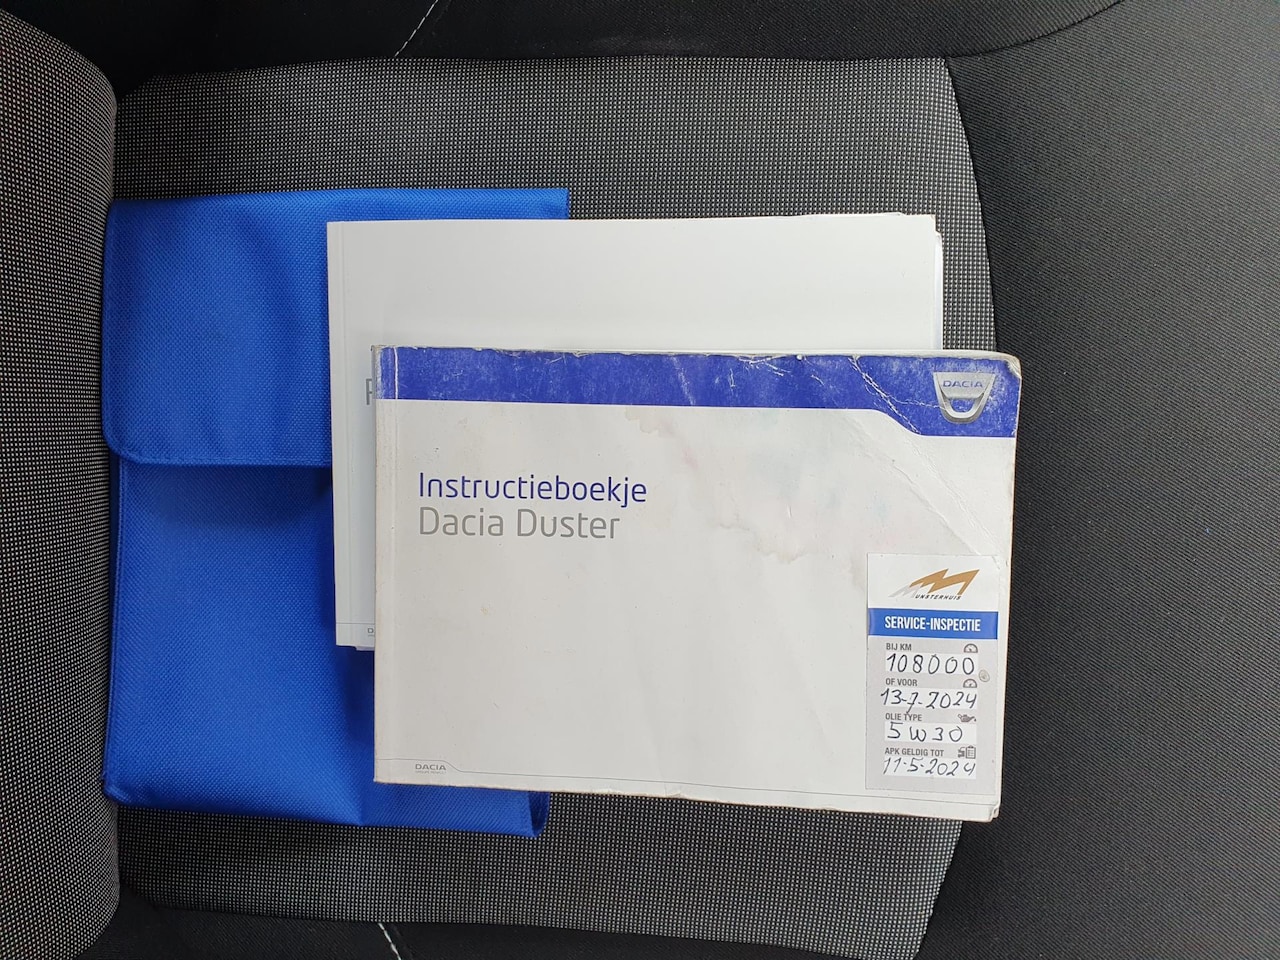 DACIA
Instructieboekje
Dacia Duster
UNSTERHUIS
SERVICE-INSPECTIE
BIJ KM
108000
OF VOOR
13-7-2024
OLIE TYPE
5W30
APK GELDIG TOT
11-5-2024
DACIA